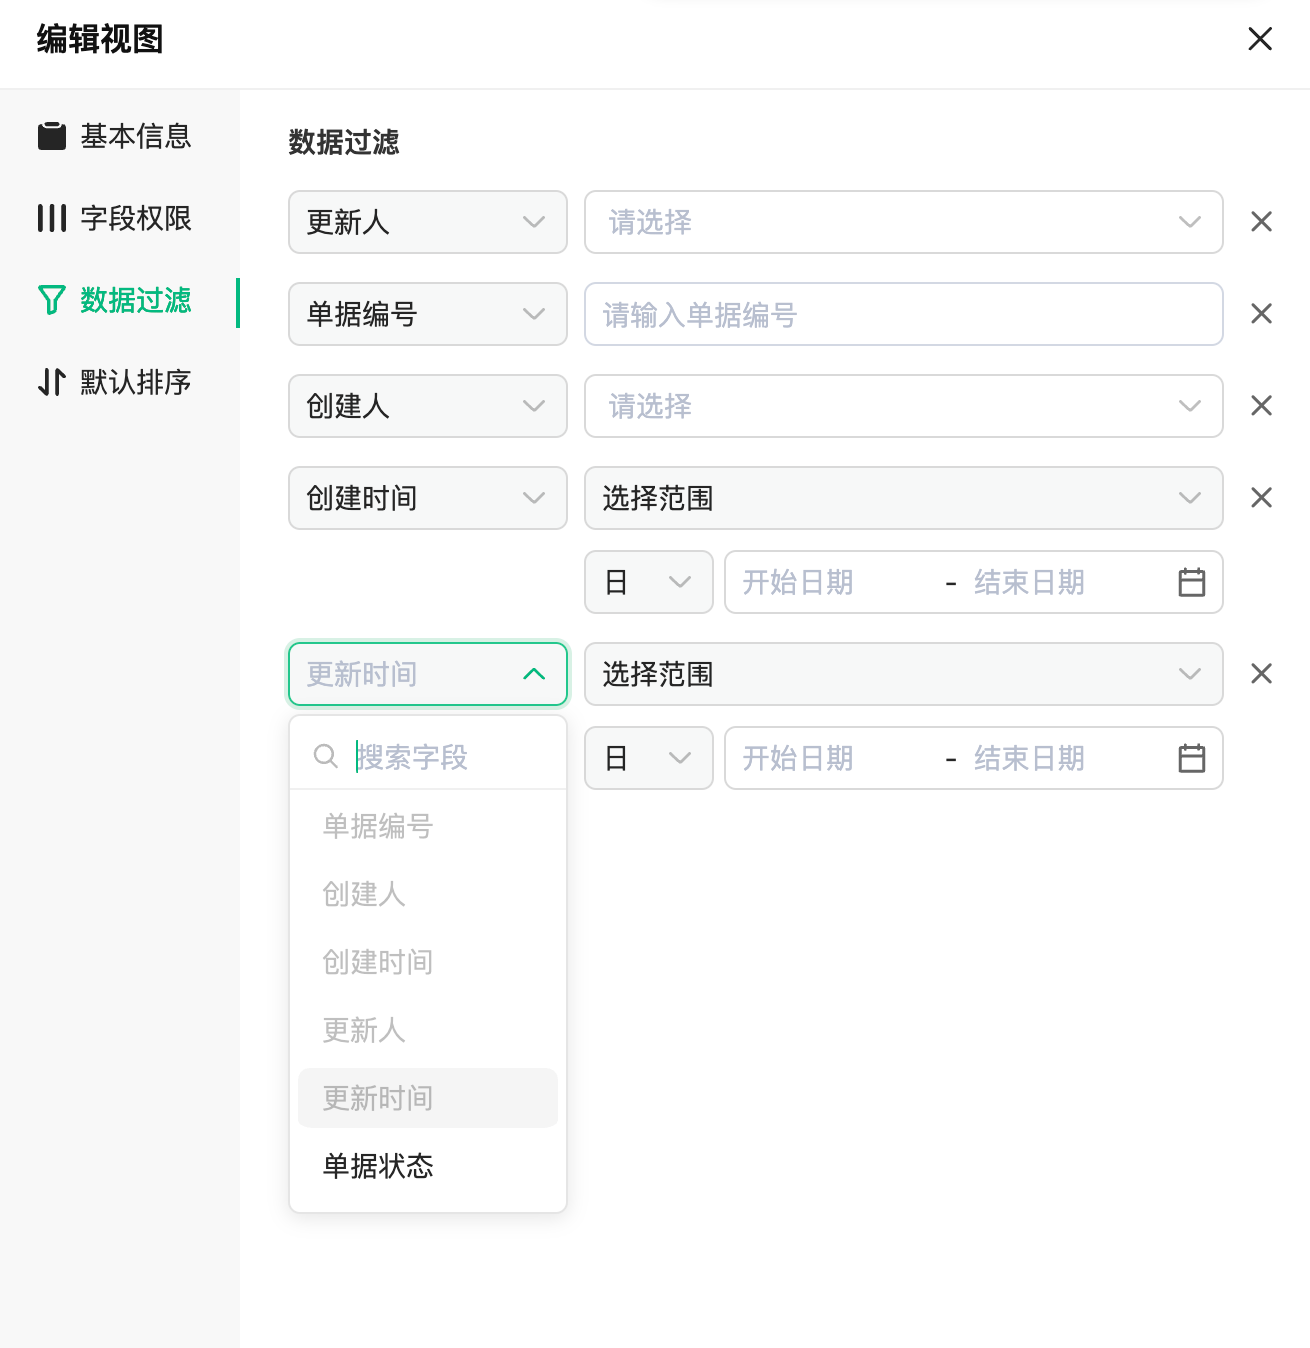 编辑视图
基本信息
字段权限
数据过滤
默认排序
数据过滤
更新人 请选择
单据编号 请输入单据编号
创建人 请选择
创建时间 选择范围
日 开始日期 - 结束日期
更新时间 选择范围
日 开始日期 - 结束日期
搜索字段
单据编号
创建人
创建时间
更新人
更新时间
单据状态